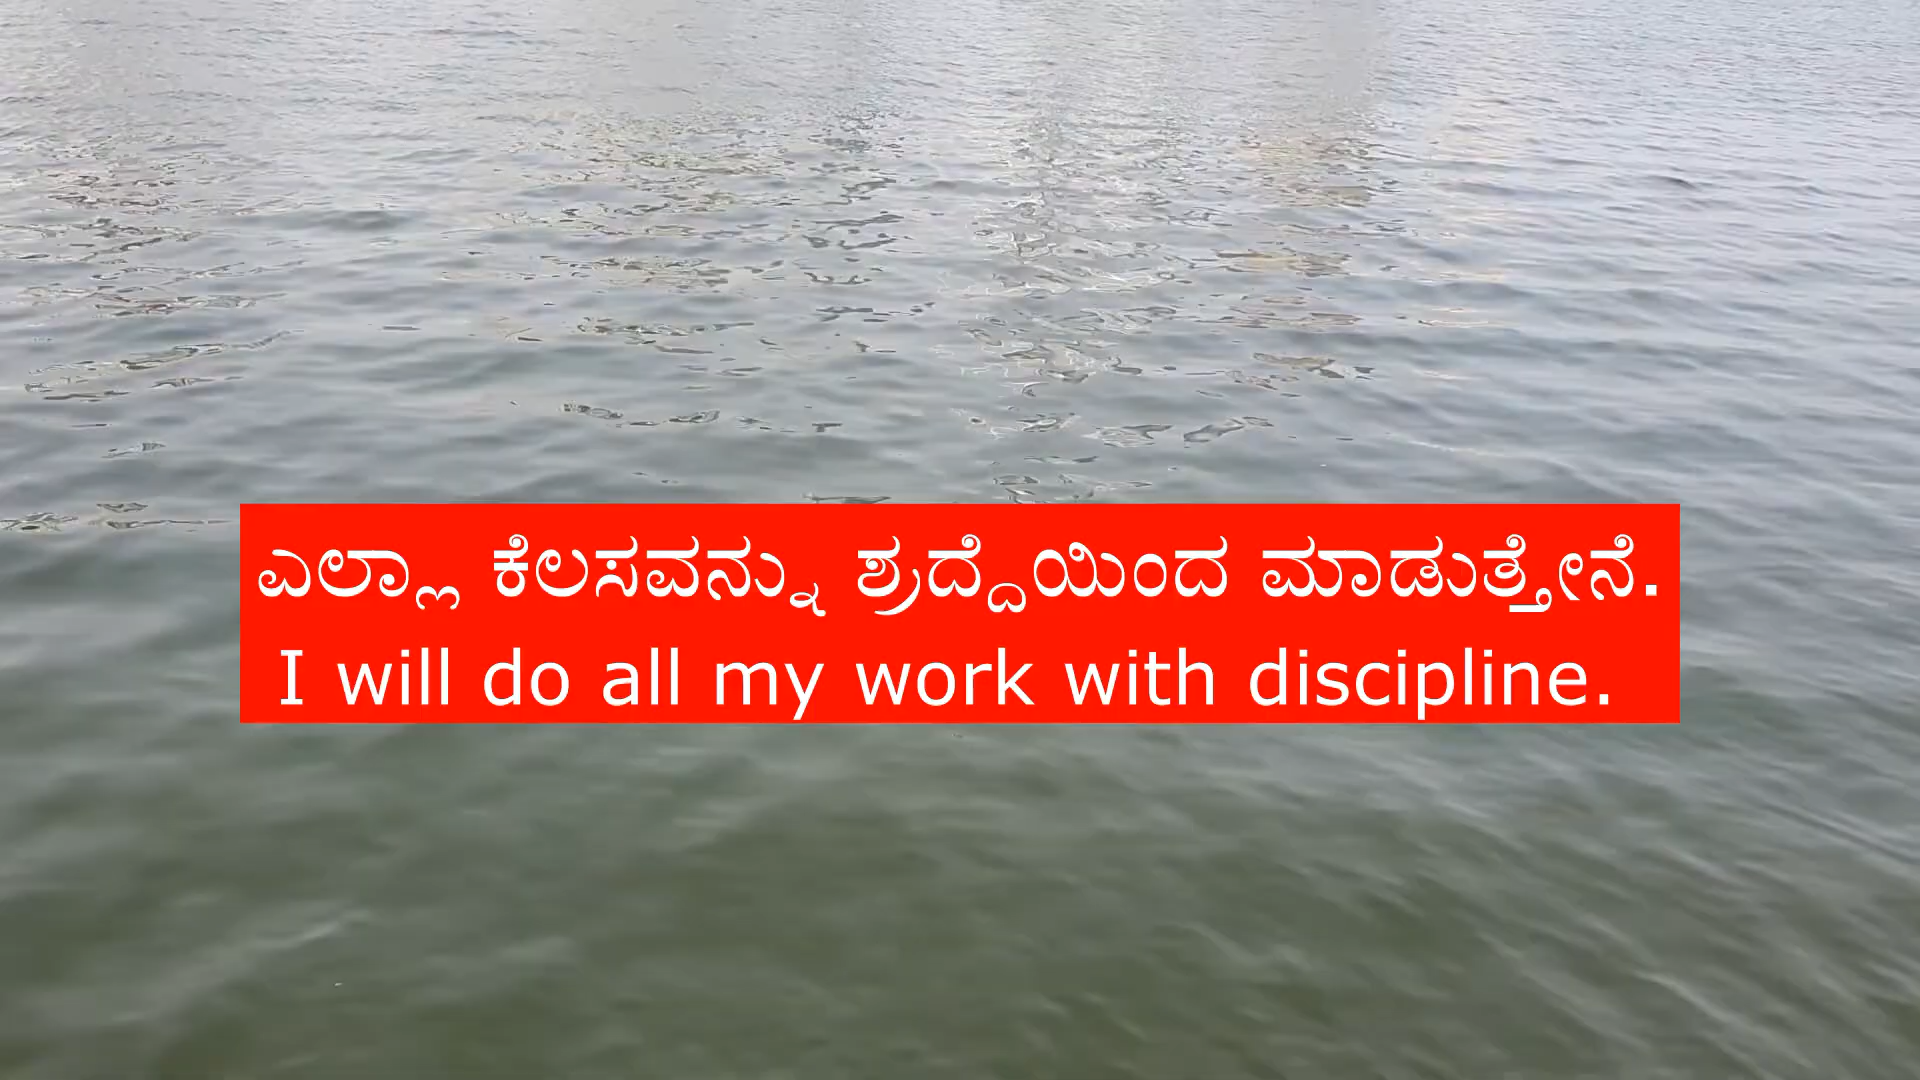 ಎಲ್ಲಾ ಕೆಲಸವನ್ನು ಶ್ರದ್ದೆಯಿಂದ ಮಾಡುತ್ತೇನೆ.
I will do all my work with discipline.